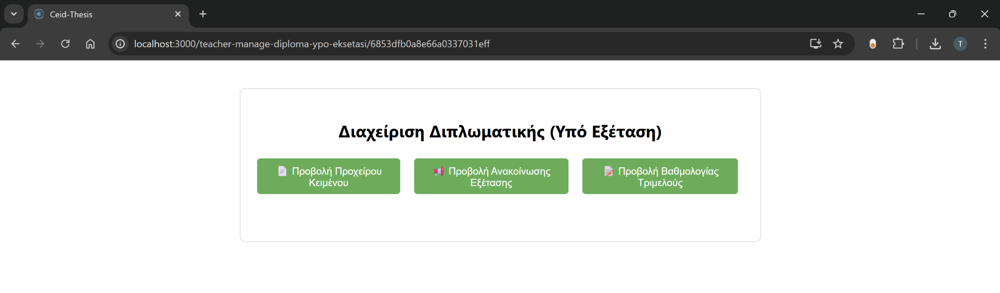 Ceid-Thesis
localhost:3000/teacher-manage-diploma-ypo-eksetasi/6853dfb0a8e66a0337031eff
T
Διαχείριση Διπλωματικής (Υπό Εξέταση)
Προβολή Προχείρου
Κειμένου
Προβολή Ανακοίνωσης
Εξέτασης
Προβολή Βαθμολογίας
Τριμελούς